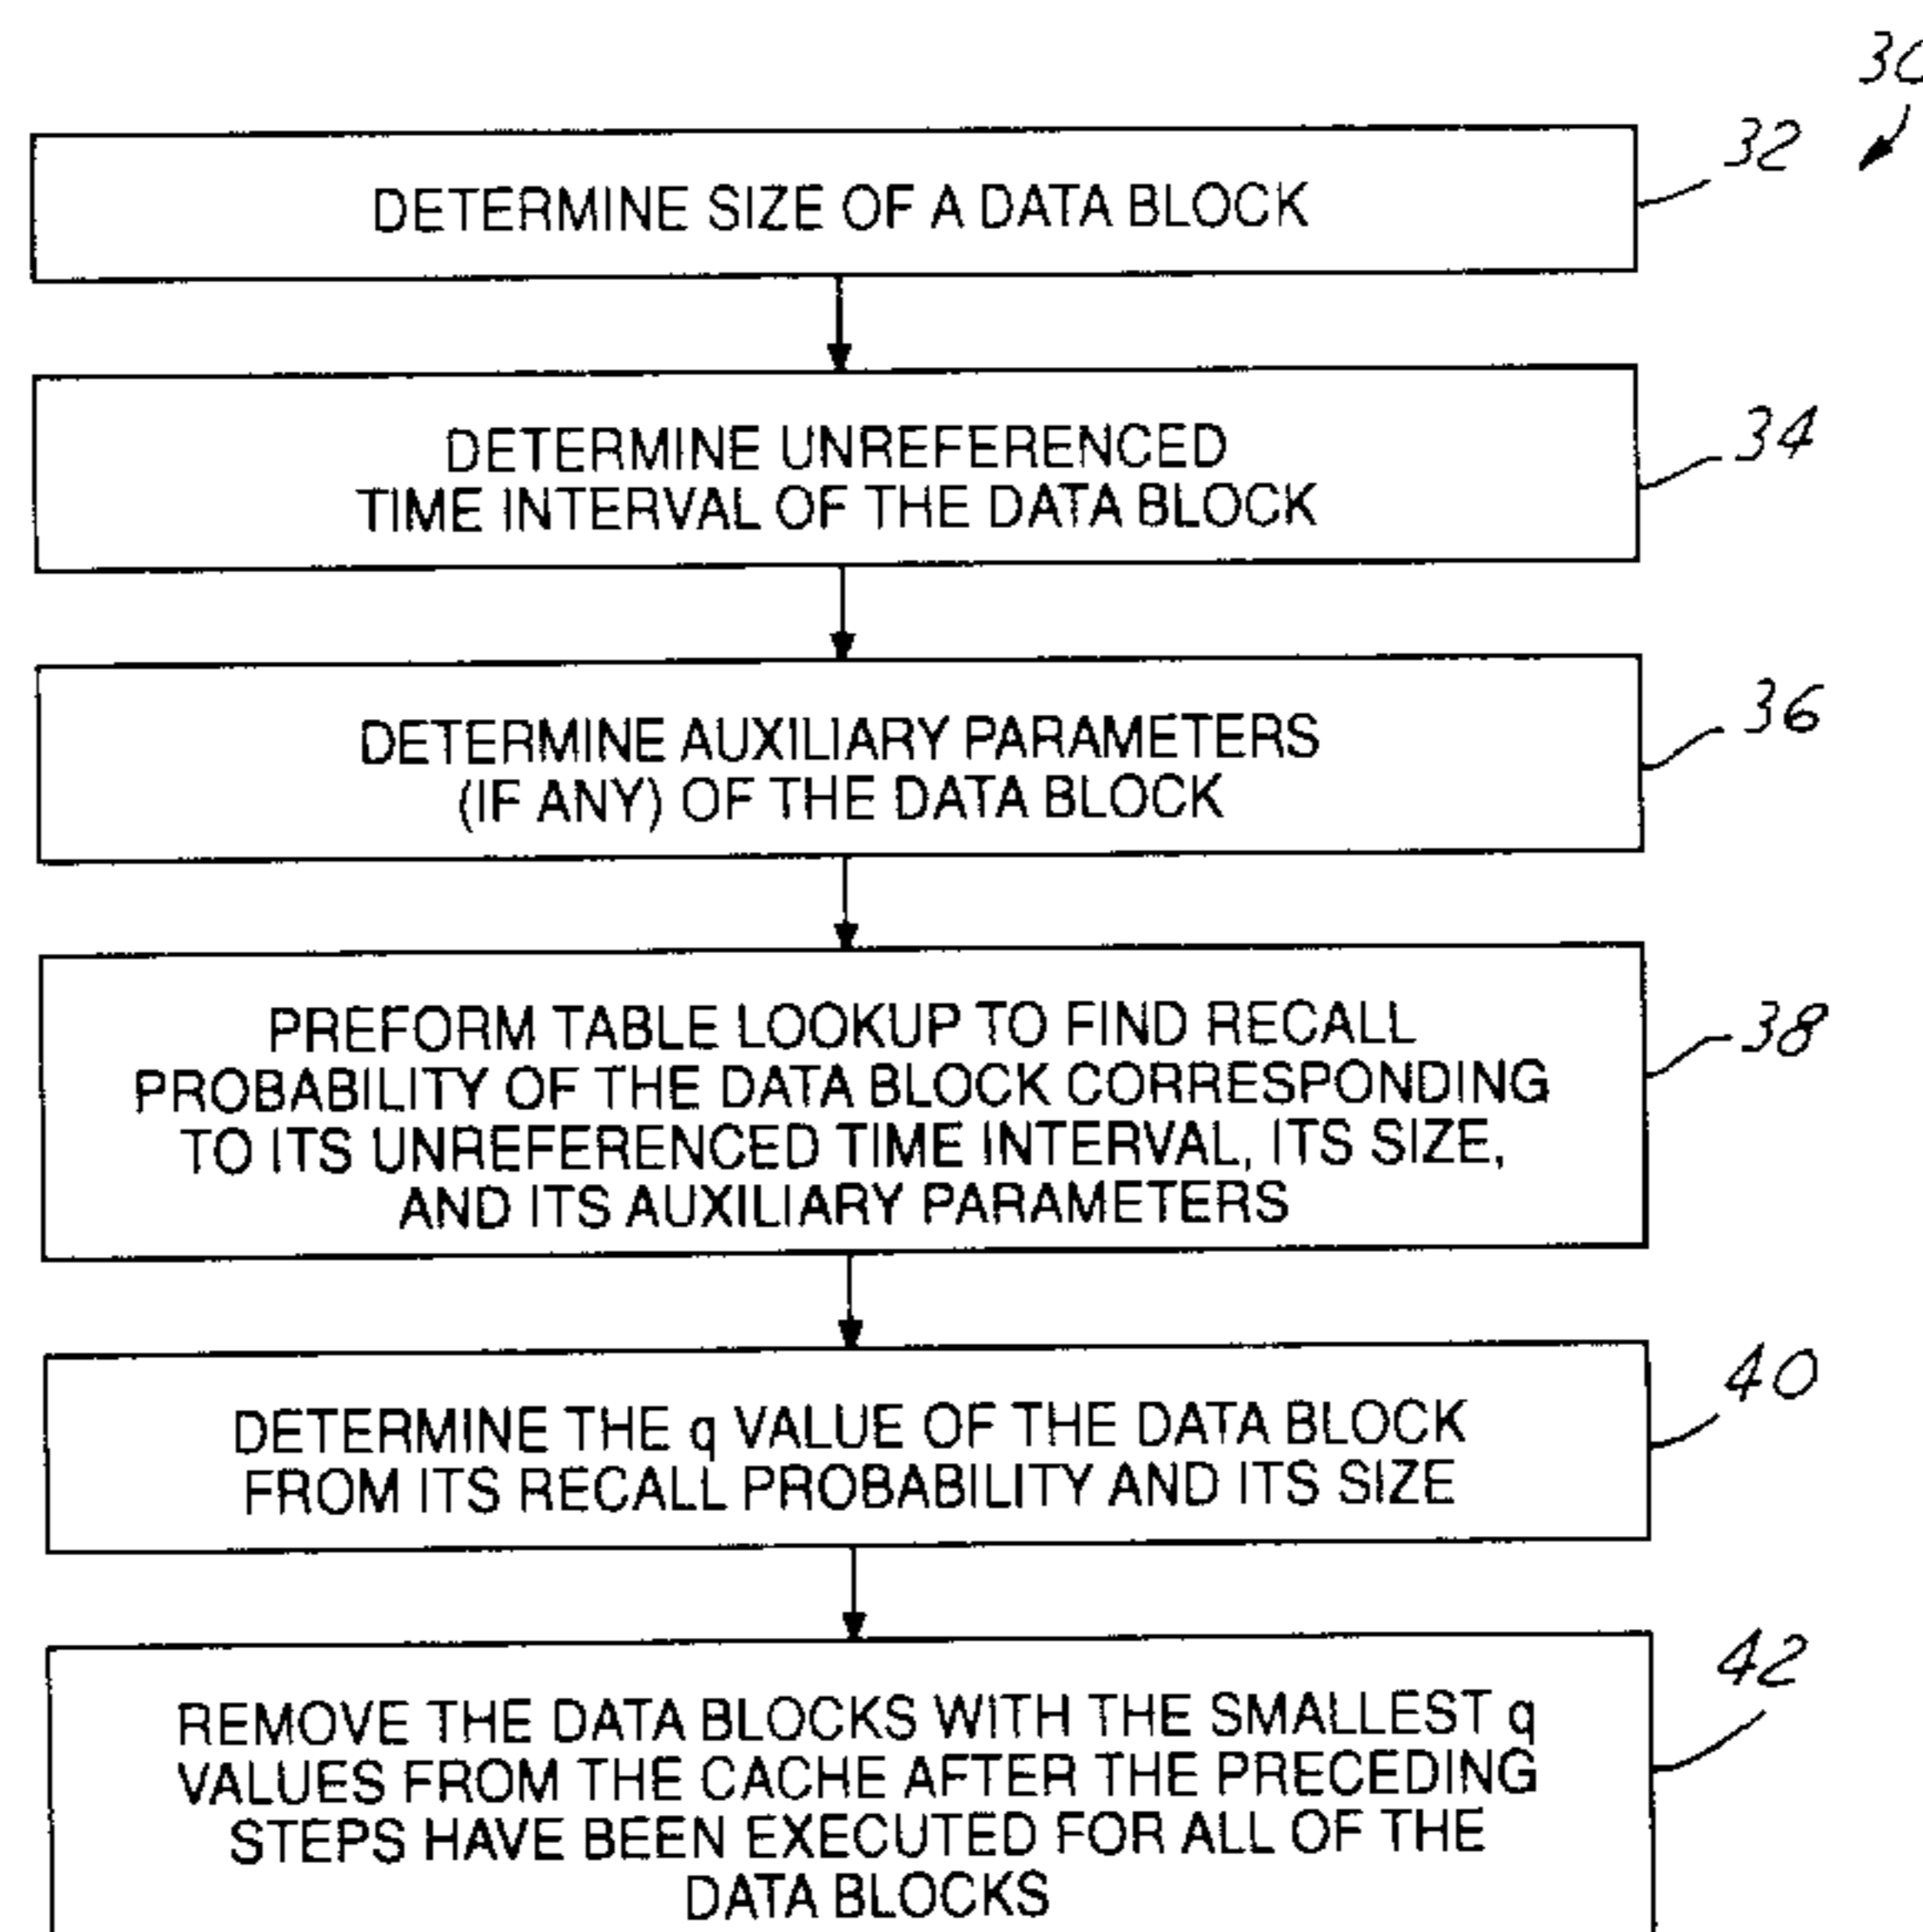 30
32
DETERMINE SIZE OF A DATA BLOCK
34
DETERMINE UNREFERENCED
TIME INTERVAL OF THE DATA BLOCK
36
DETERMINE AUXILIARY PARAMETERS
(IF ANY) OF THE DATA BLOCK
38
PREFORM TABLE LOOKUP TO FIND RECALL
PROBABILITY OF THE DATA BLOCK CORRESPONDING
TO ITS UNREFERENCED TIME INTERVAL, ITS SIZE,
AND ITS AUXILIARY PARAMETERS
40
DETERMINE THE q VALUE OF THE DATA BLOCK
FROM ITS RECALL PROBABILITY AND ITS SIZE
42
REMOVE THE DATA BLOCKS WITH THE SMALLEST q
VALUES FROM THE CACHE AFTER THE PRECEDING
STEPS HAVE BEEN EXECUTED FOR ALL OF THE
DATA BLOCKS